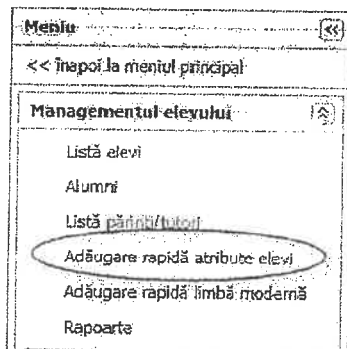 Meniu
<< Înapoi la meniul principal
Managementul elevului
Listă elevi
Alumni
Listă părinți/tutori
Adăugare rapidă atribute elevi
Adăugare rapidă limbă modernă
Rapoarte